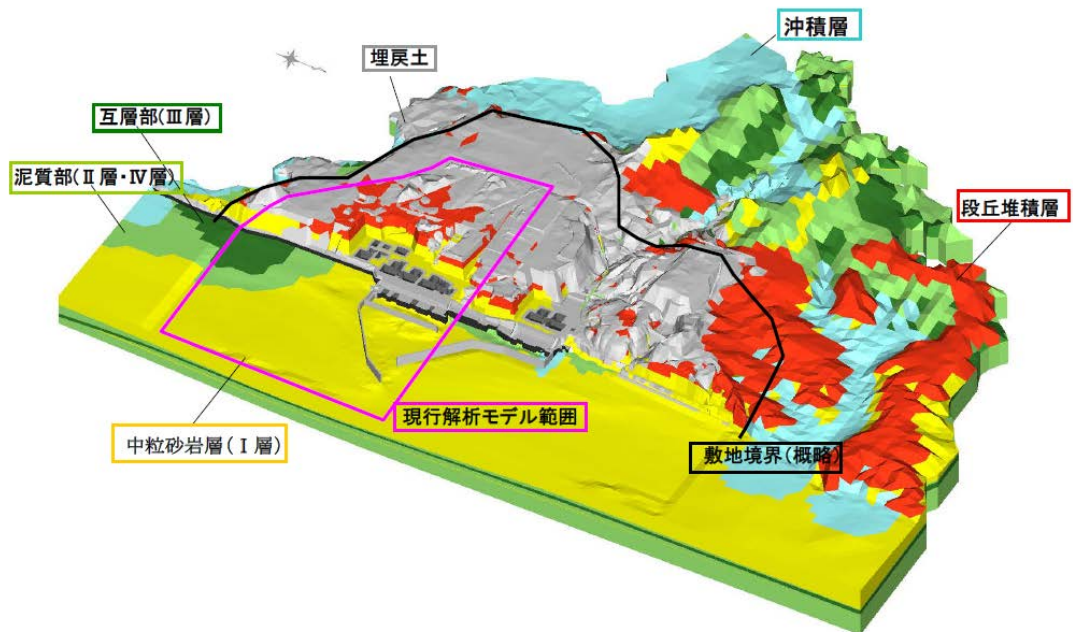 沖積層
埋戻土
互層部(Ⅲ層)
泥質部(Ⅱ層・Ⅳ層)
段丘堆積層
現行解析モデル範囲
中粒砂岩層(Ⅰ層)
敷地境界(概略)